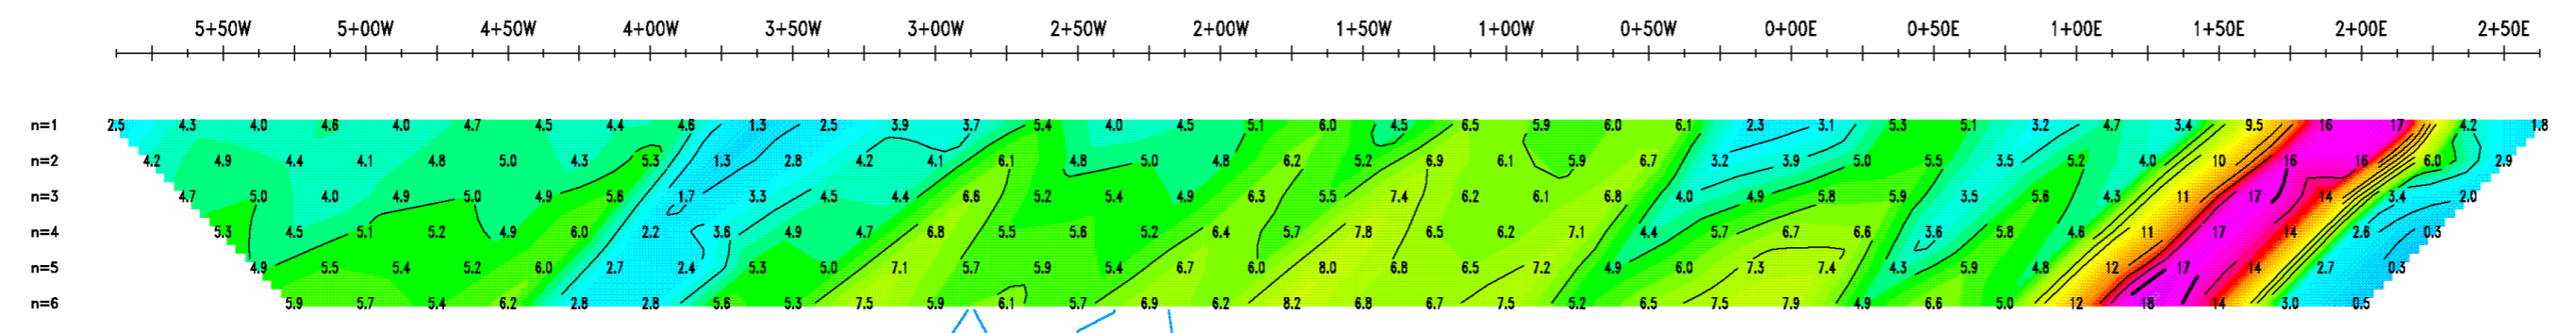 5+50W 5+00W 4+50W 4+00W 3+50W 3+00W 2+50W 2+00W 1+50W 1+00W 0+50W 0+00E 0+50E 1+00E 1+50E 2+00E 2+50E
n=1 2.5 4.3 4.0 4.6 4.0 4.7 4.5 4.4 4.6 1.3 2.5 3.9 3.7 5.4 4.0 4.5 5.1 6.0 4.5 6.5 5.9 6.0 6.1 2.3 3.1 5.3 5.1 3.2 4.7 3.4 9.5 16 17 4.2 1.8
n=2 4.2 4.9 4.4 4.1 4.8 5.0 4.3 5.3 1.3 2.8 4.2 4.1 6.1 4.8 5.0 4.8 6.2 5.2 6.9 6.1 5.9 6.7 3.2 3.9 5.0 5.5 3.5 5.2 4.0 10 16 16 6.0 2.9
n=3 4.7 5.0 4.0 4.9 5.0 4.9 5.6 1.7 3.3 4.5 4.4 6.6 5.2 5.4 4.9 6.3 5.5 7.4 6.2 6.1 6.8 4.0 4.9 5.8 5.9 3.5 5.6 4.3 11 17 14 3.4 2.0
n=4 5.3 4.5 5.1 5.2 4.9 6.0 2.2 3.6 4.9 4.7 6.8 5.5 5.6 5.2 6.4 5.7 7.8 6.5 6.2 7.1 4.4 5.7 6.7 6.6 3.6 5.8 4.6 11 17 14 2.6 0.3
n=5 4.9 5.5 5.4 5.2 6.0 2.7 2.4 5.3 5.0 7.1 5.7 5.9 5.4 6.7 6.0 8.0 6.8 6.5 7.2 4.9 6.0 7.3 7.4 4.3 5.9 4.8 12 17 14 2.7 0.3
n=6 5.9 5.7 5.4 6.2 2.8 2.8 5.6 5.3 7.5 5.9 6.1 5.7 6.9 6.2 8.2 6.8 6.7 7.5 5.2 6.5 7.5 7.9 4.9 6.6 5.0 12 18 14 3.0 0.5